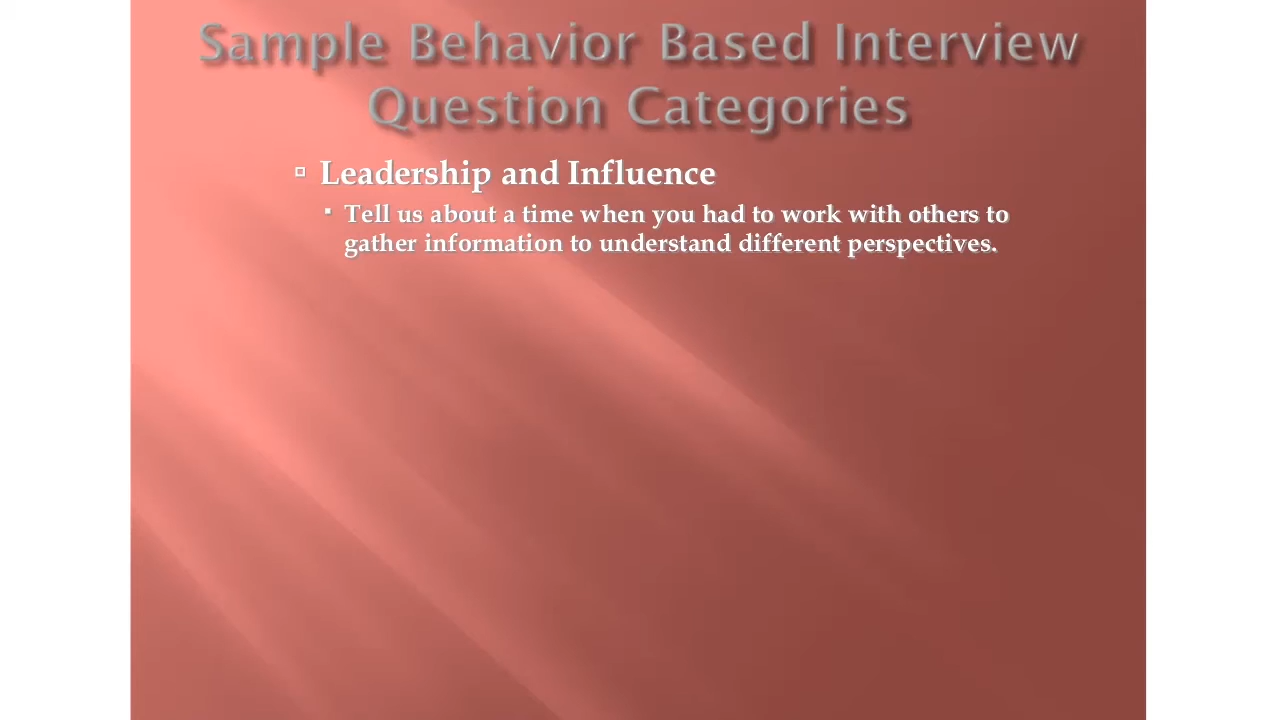 Sample Behavior Based Interview
Question Categories
Leadership and Influence
Tell us about a time when you had to work with others to
gather information to understand different perspectives.